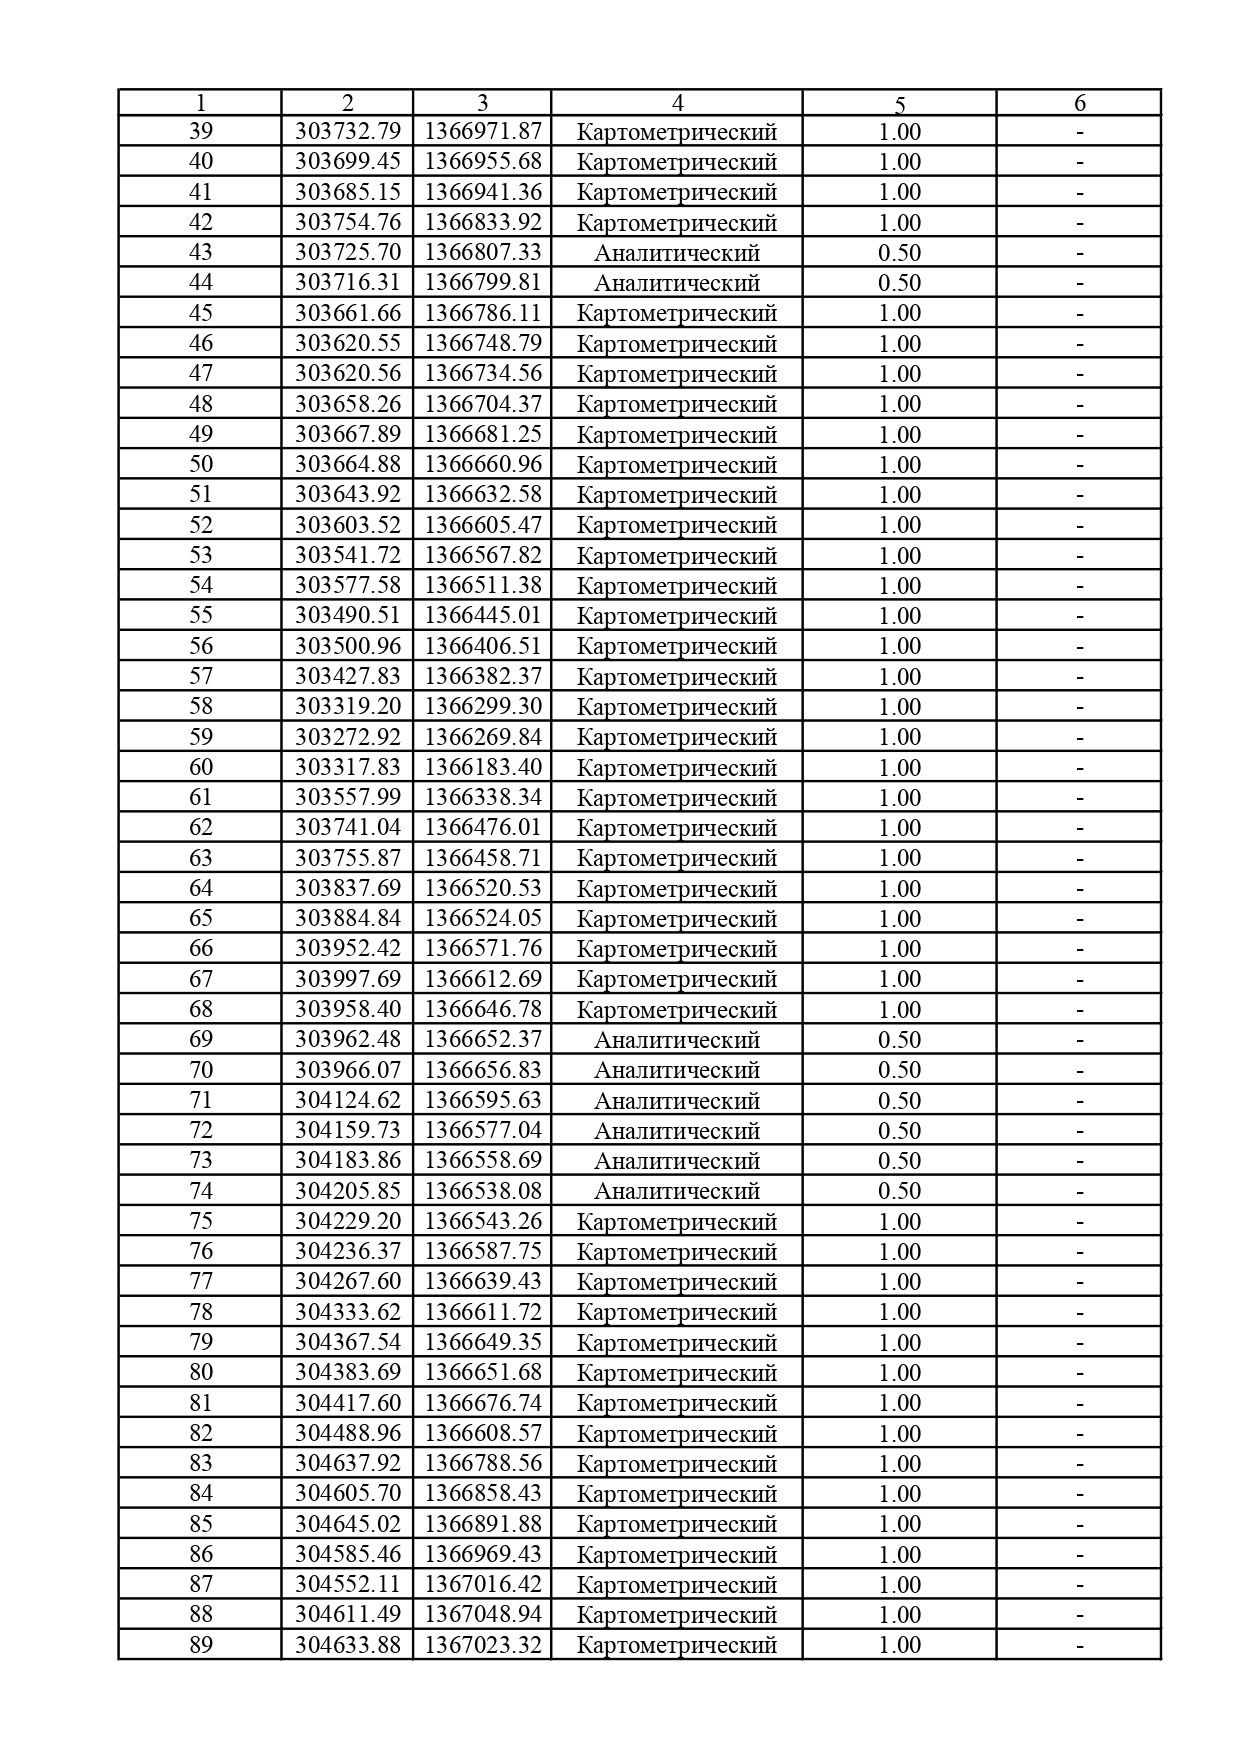 1 2 3 4 5 6
39 303732.79 1366971.87 Картометрический 1.00 -
40 303699.45 1366955.68 Картометрический 1.00 -
41 303685.15 1366941.36 Картометрический 1.00 -
42 303754.76 1366833.92 Картометрический 1.00 -
43 303725.70 1366807.33 Аналитический 0.50 -
44 303716.31 1366799.81 Аналитический 0.50 -
45 303661.66 1366786.11 Картометрический 1.00 -
46 303620.55 1366748.79 Картометрический 1.00 -
47 303620.56 1366734.56 Картометрический 1.00 -
48 303658.26 1366704.37 Картометрический 1.00 -
49 303667.89 1366681.25 Картометрический 1.00 -
50 303664.88 1366660.96 Картометрический 1.00 -
51 303643.92 1366632.58 Картометрический 1.00 -
52 303603.52 1366605.47 Картометрический 1.00 -
53 303541.72 1366567.82 Картометрический 1.00 -
54 303577.58 1366511.38 Картометрический 1.00 -
55 303490.51 1366445.01 Картометрический 1.00 -
56 303500.96 1366406.51 Картометрический 1.00 -
57 303427.83 1366382.37 Картометрический 1.00 -
58 303319.20 1366299.30 Картометрический 1.00 -
59 303272.92 1366269.84 Картометрический 1.00 -
60 303317.83 1366183.40 Картометрический 1.00 -
61 303557.99 1366338.34 Картометрический 1.00 -
62 303741.04 1366476.01 Картометрический 1.00 -
63 303755.87 1366458.71 Картометрический 1.00 -
64 303837.69 1366520.53 Картометрический 1.00 -
65 303884.84 1366524.05 Картометрический 1.00 -
66 303952.42 1366571.76 Картометрический 1.00 -
67 303997.69 1366612.69 Картометрический 1.00 -
68 303958.40 1366646.78 Картометрический 1.00 -
69 303962.48 1366652.37 Аналитический 0.50 -
70 303966.07 1366656.83 Аналитический 0.50 -
71 304124.62 1366595.63 Аналитический 0.50 -
72 304159.73 1366577.04 Аналитический 0.50 -
73 304183.86 1366558.69 Аналитический 0.50 -
74 304205.85 1366538.08 Аналитический 0.50 -
75 304229.20 1366543.26 Картометрический 1.00 -
76 304236.37 1366587.75 Картометрический 1.00 -
77 304267.60 1366639.43 Картометрический 1.00 -
78 304333.62 1366611.72 Картометрический 1.00 -
79 304367.54 1366649.35 Картометрический 1.00 -
80 304383.69 1366651.68 Картометрический 1.00 -
81 304417.60 1366676.74 Картометрический 1.00 -
82 304488.96 1366608.57 Картометрический 1.00 -
83 304637.92 1366788.56 Картометрический 1.00 -
84 304605.70 1366858.43 Картометрический 1.00 -
85 304645.02 1366891.88 Картометрический 1.00 -
86 304585.46 1366969.43 Картометрический 1.00 -
87 304552.11 1367016.42 Картометрический 1.00 -
88 304611.49 1367048.94 Картометрический 1.00 -
89 304633.88 1367023.32 Картометрический 1.00 -